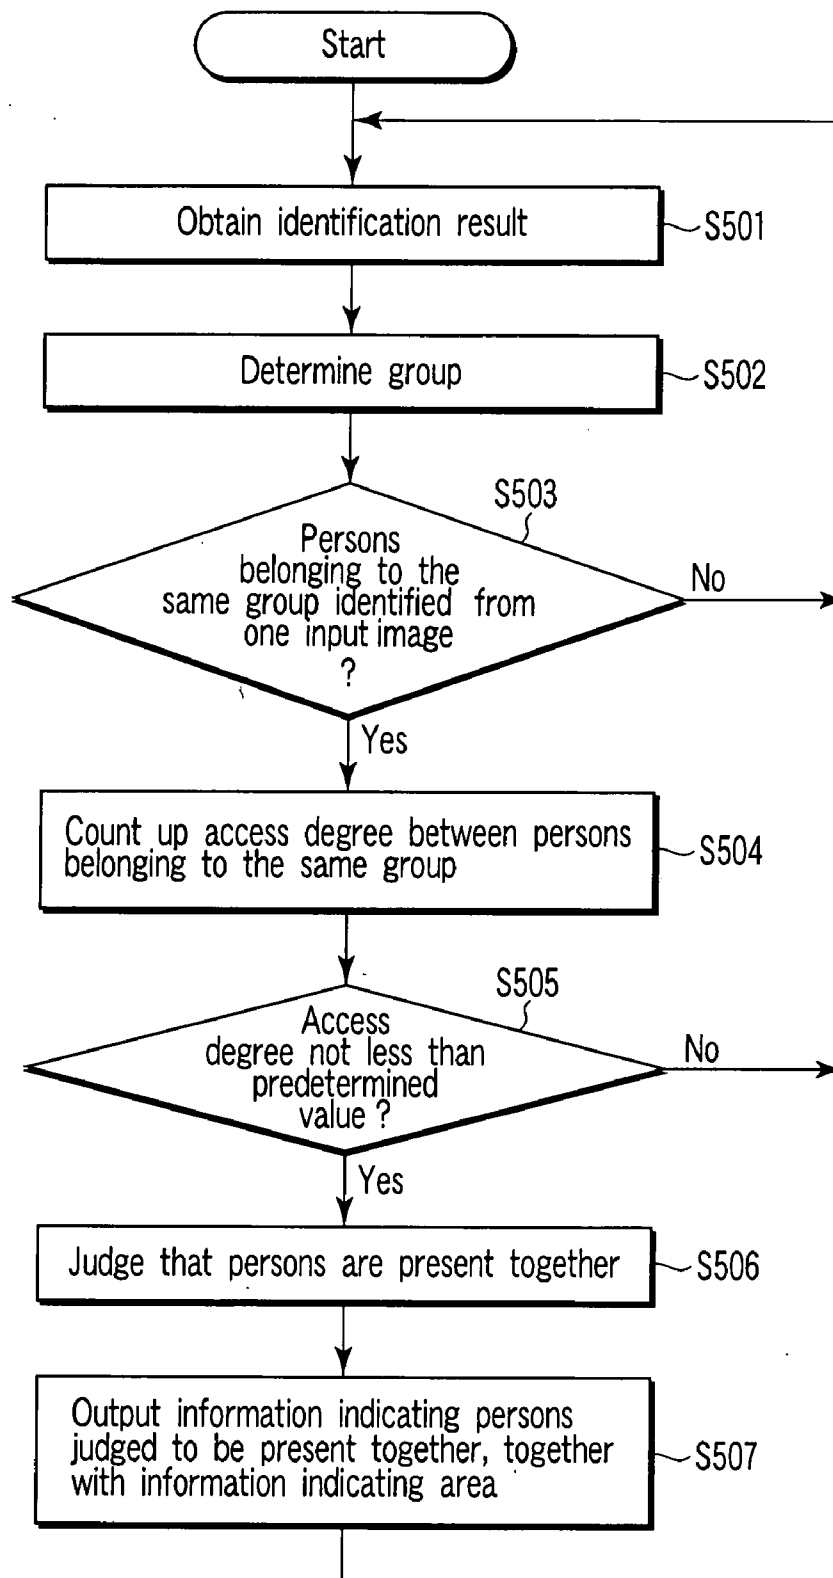 Start
Obtain identification result
S501
Determine group
S502
S503
Persons
belonging to the
same group identified from
one input image
?
No
Yes
Count up access degree between persons
belonging to the same group
S504
S505
Access
degree not less than
predetermined
value ?
No
Yes
Judge that persons are present together
S506
Output information indicating persons
judged to be present together, together
with information indicating area
S507